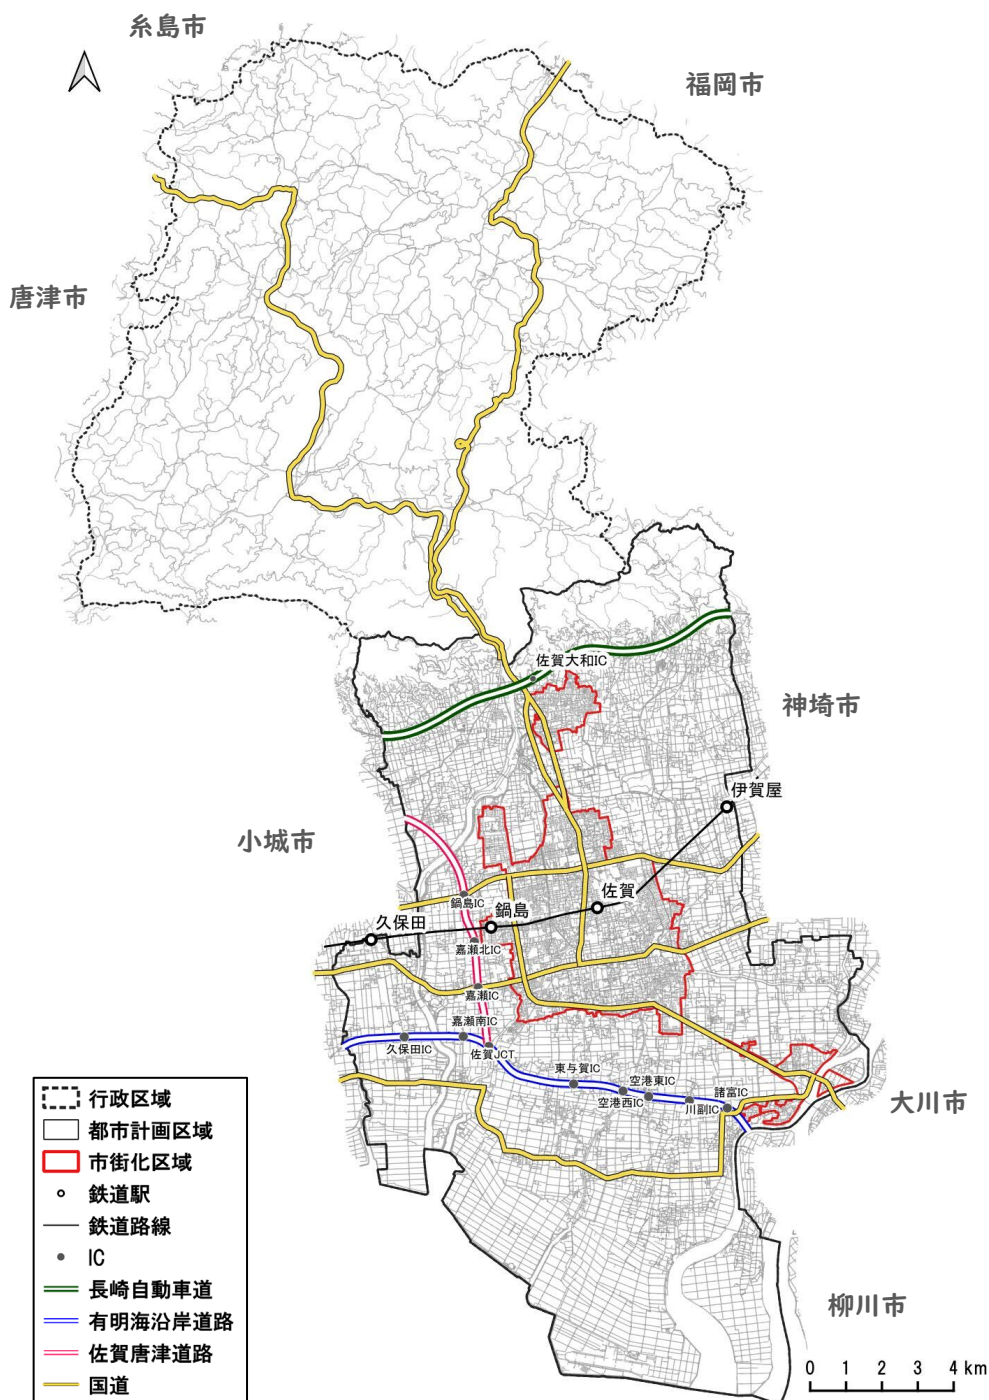 糸島市
福岡市
唐津市
佐賀大和IC
神埼市
伊賀屋
小城市
佐賀
鍋島IC
鍋島
久保田
嘉瀬北IC
嘉瀬IC
嘉瀬南IC
久保田IC
佐賀JCT
東与賀IC
空港東IC
空港西IC
諸富IC
川副IC
大川市
行政区域
都市計画区域
市街化区域
鉄道駅
鉄道路線
IC
長崎自動車道
有明海沿岸道路
佐賀唐津道路
国道
柳川市
0 1 2 3 4 km